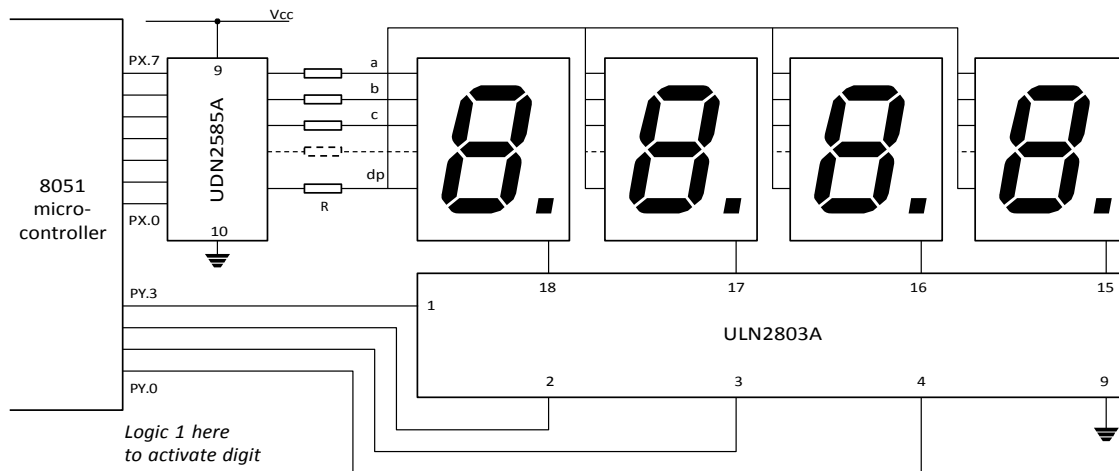 Vcc
PX.7
9
a
b
c
dp
UDN2585A
8051
micro-
controller
PX.0
10
R
PY.3
1
18
17
16
15
ULN2803A
PY.0
2
3
4
9
Logic 1 here
to activate digit